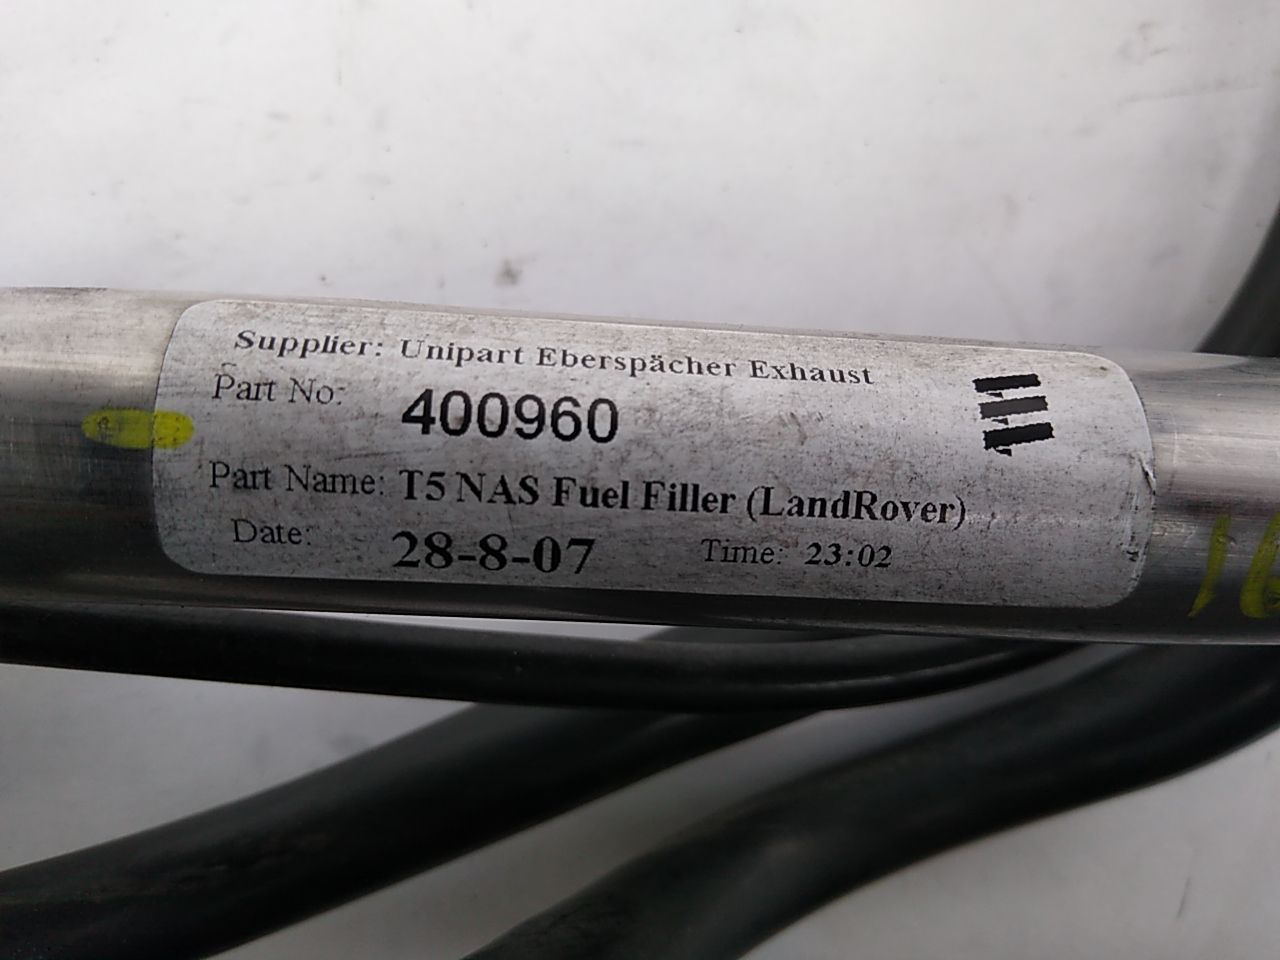 Supplier: Unipart Eberspächer Exhaust
Part No: 400960
Part Name: T5 NAS Fuel Filler (LandRover)
Date: 28-8-07 Time: 23:02